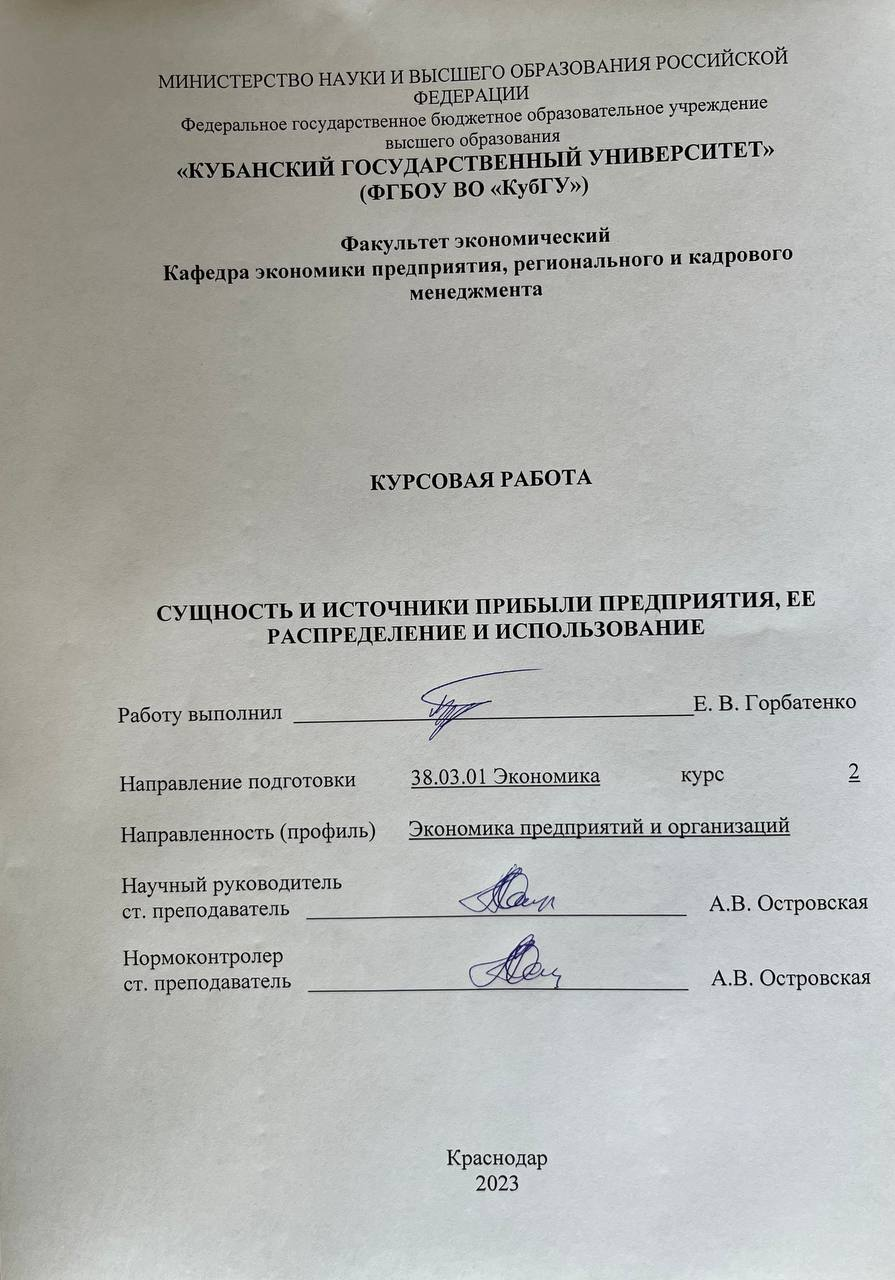 МИНИСТЕРСТВО НАУКИ И ВЫСШЕГО ОБРАЗОВАНИЯ РОССИЙСКОЙ
ФЕДЕРАЦИИ
Федеральное государственное бюджетное образовательное учреждение
высшего образования
«КУБАНСКИЙ ГОСУДАРСТВЕННЫЙ УНИВЕРСИТЕТ»
(ФГБОУ ВО «КубГУ»)
Факультет экономический
Кафедра экономики предприятия, регионального и кадрового
менеджмента
КУРСОВАЯ РАБОТА
СУЩНОСТЬ И ИСТОЧНИКИ ПРИБЫЛИ ПРЕДПРИЯТИЯ, ЕЕ
РАСПРЕДЕЛЕНИЕ И ИСПОЛЬЗОВАНИЕ
Работу выполнил Е. В. Горбатенко
Направление подготовки 38.03.01 Экономика курс 2
Направленность (профиль) Экономика предприятий и организаций
Научный руководитель
ст. преподаватель А.В. Островская
Нормоконтролер
ст. преподаватель А.В. Островская
Краснодар
2023